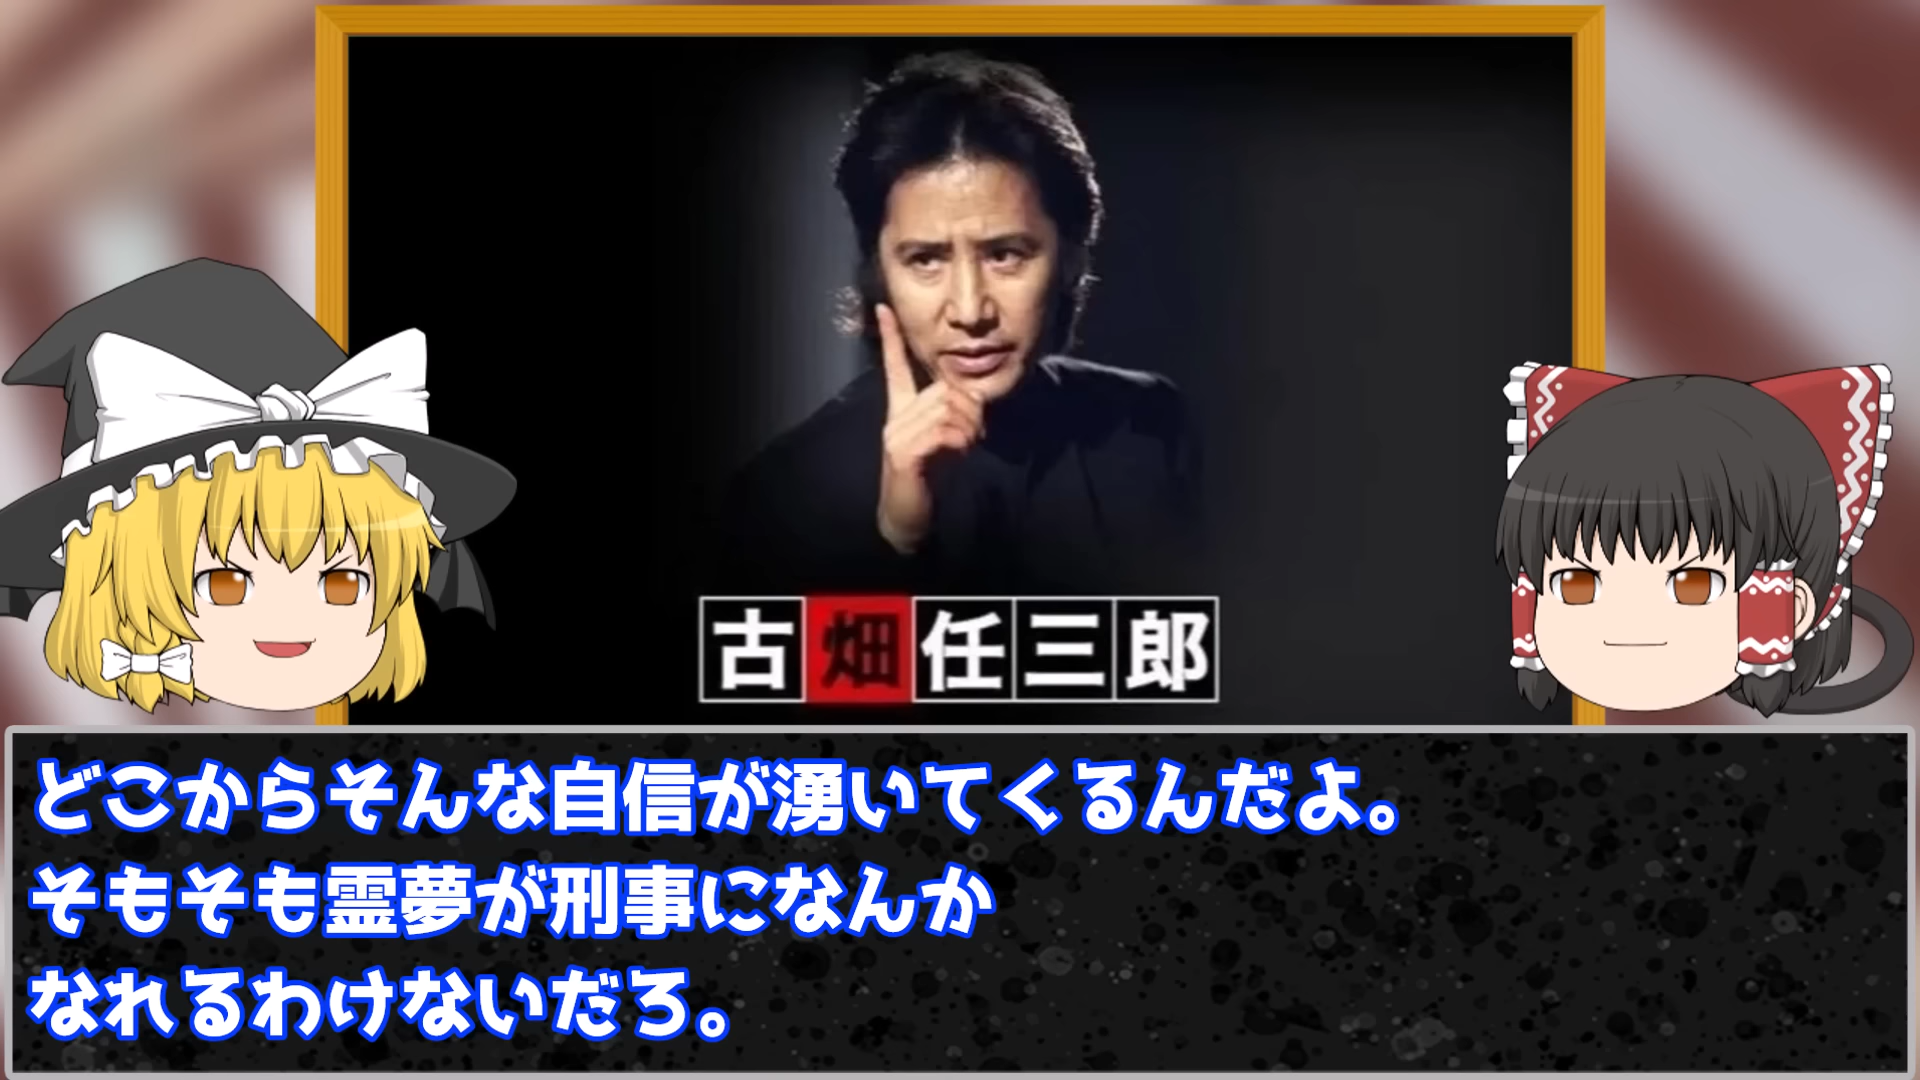 古畑任三郎
どこからそんな自信が湧いてくるんだよ。
そもそも霊夢が刑事になんか
なれるわけないだろ。